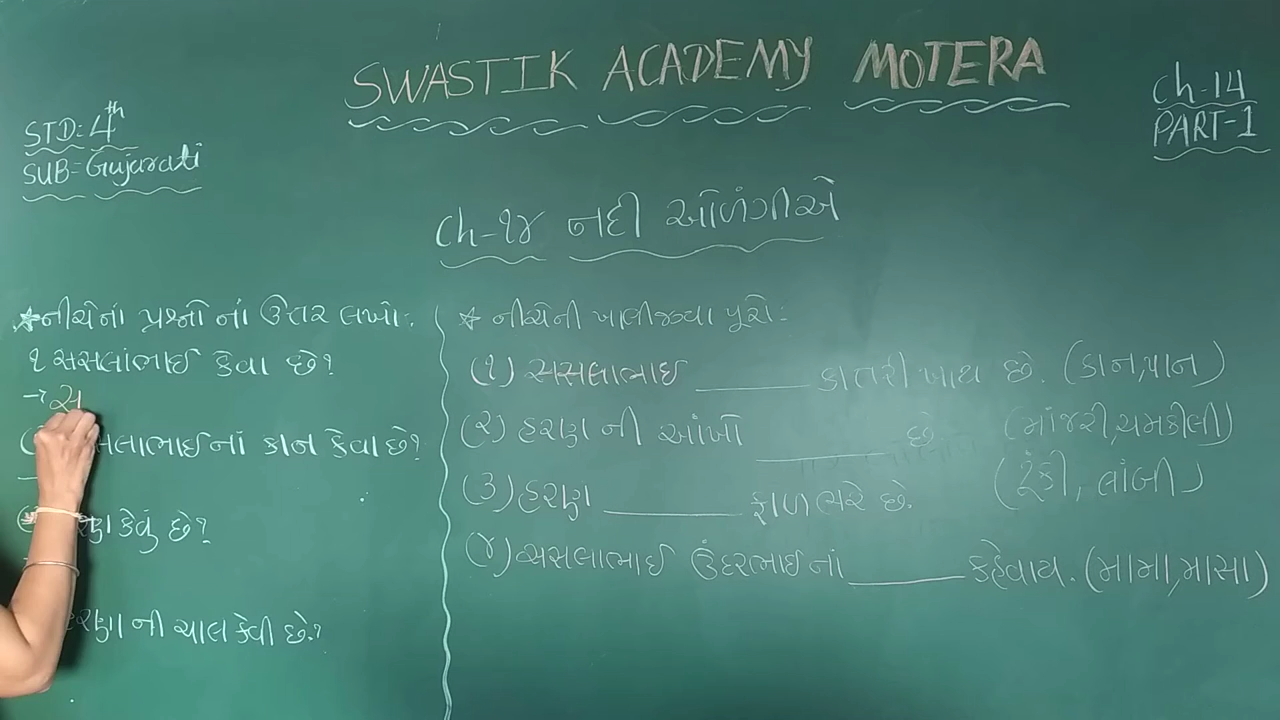 SWASTIK ACADEMY MOTERA
STD:- 4th
SUB:- Gujarati
Ch-14
PART-1
Ch-૧૪ નદી ઓળંગીએ
* નીચેનાં પ્રશ્નો નાં ઉત્તર લખો:.
૧ સસલાંભાઈ કેવા છે?
→ સ
સલાભાઈનાં કાન કેવા છે?
કેવું છે?
રણ ની ચાલ કેવી છે.?
* નીચેની ખાલીજગ્યા પૂરો:
(૧) સસલાભાઈ ______ કાતરી ખાય છે. (કાન,પાન)
(૨) હરણ ની આંખો ______ છે (માંજરી,ચમકીલી)
(૩) હરણ ______ ફાળ ભરે છે. (ટૂંકી, લાંબી)
(૪) સસલાભાઈ ઉંદરભાઈ નાં ______ કહેવાય. (મામા,માસા)